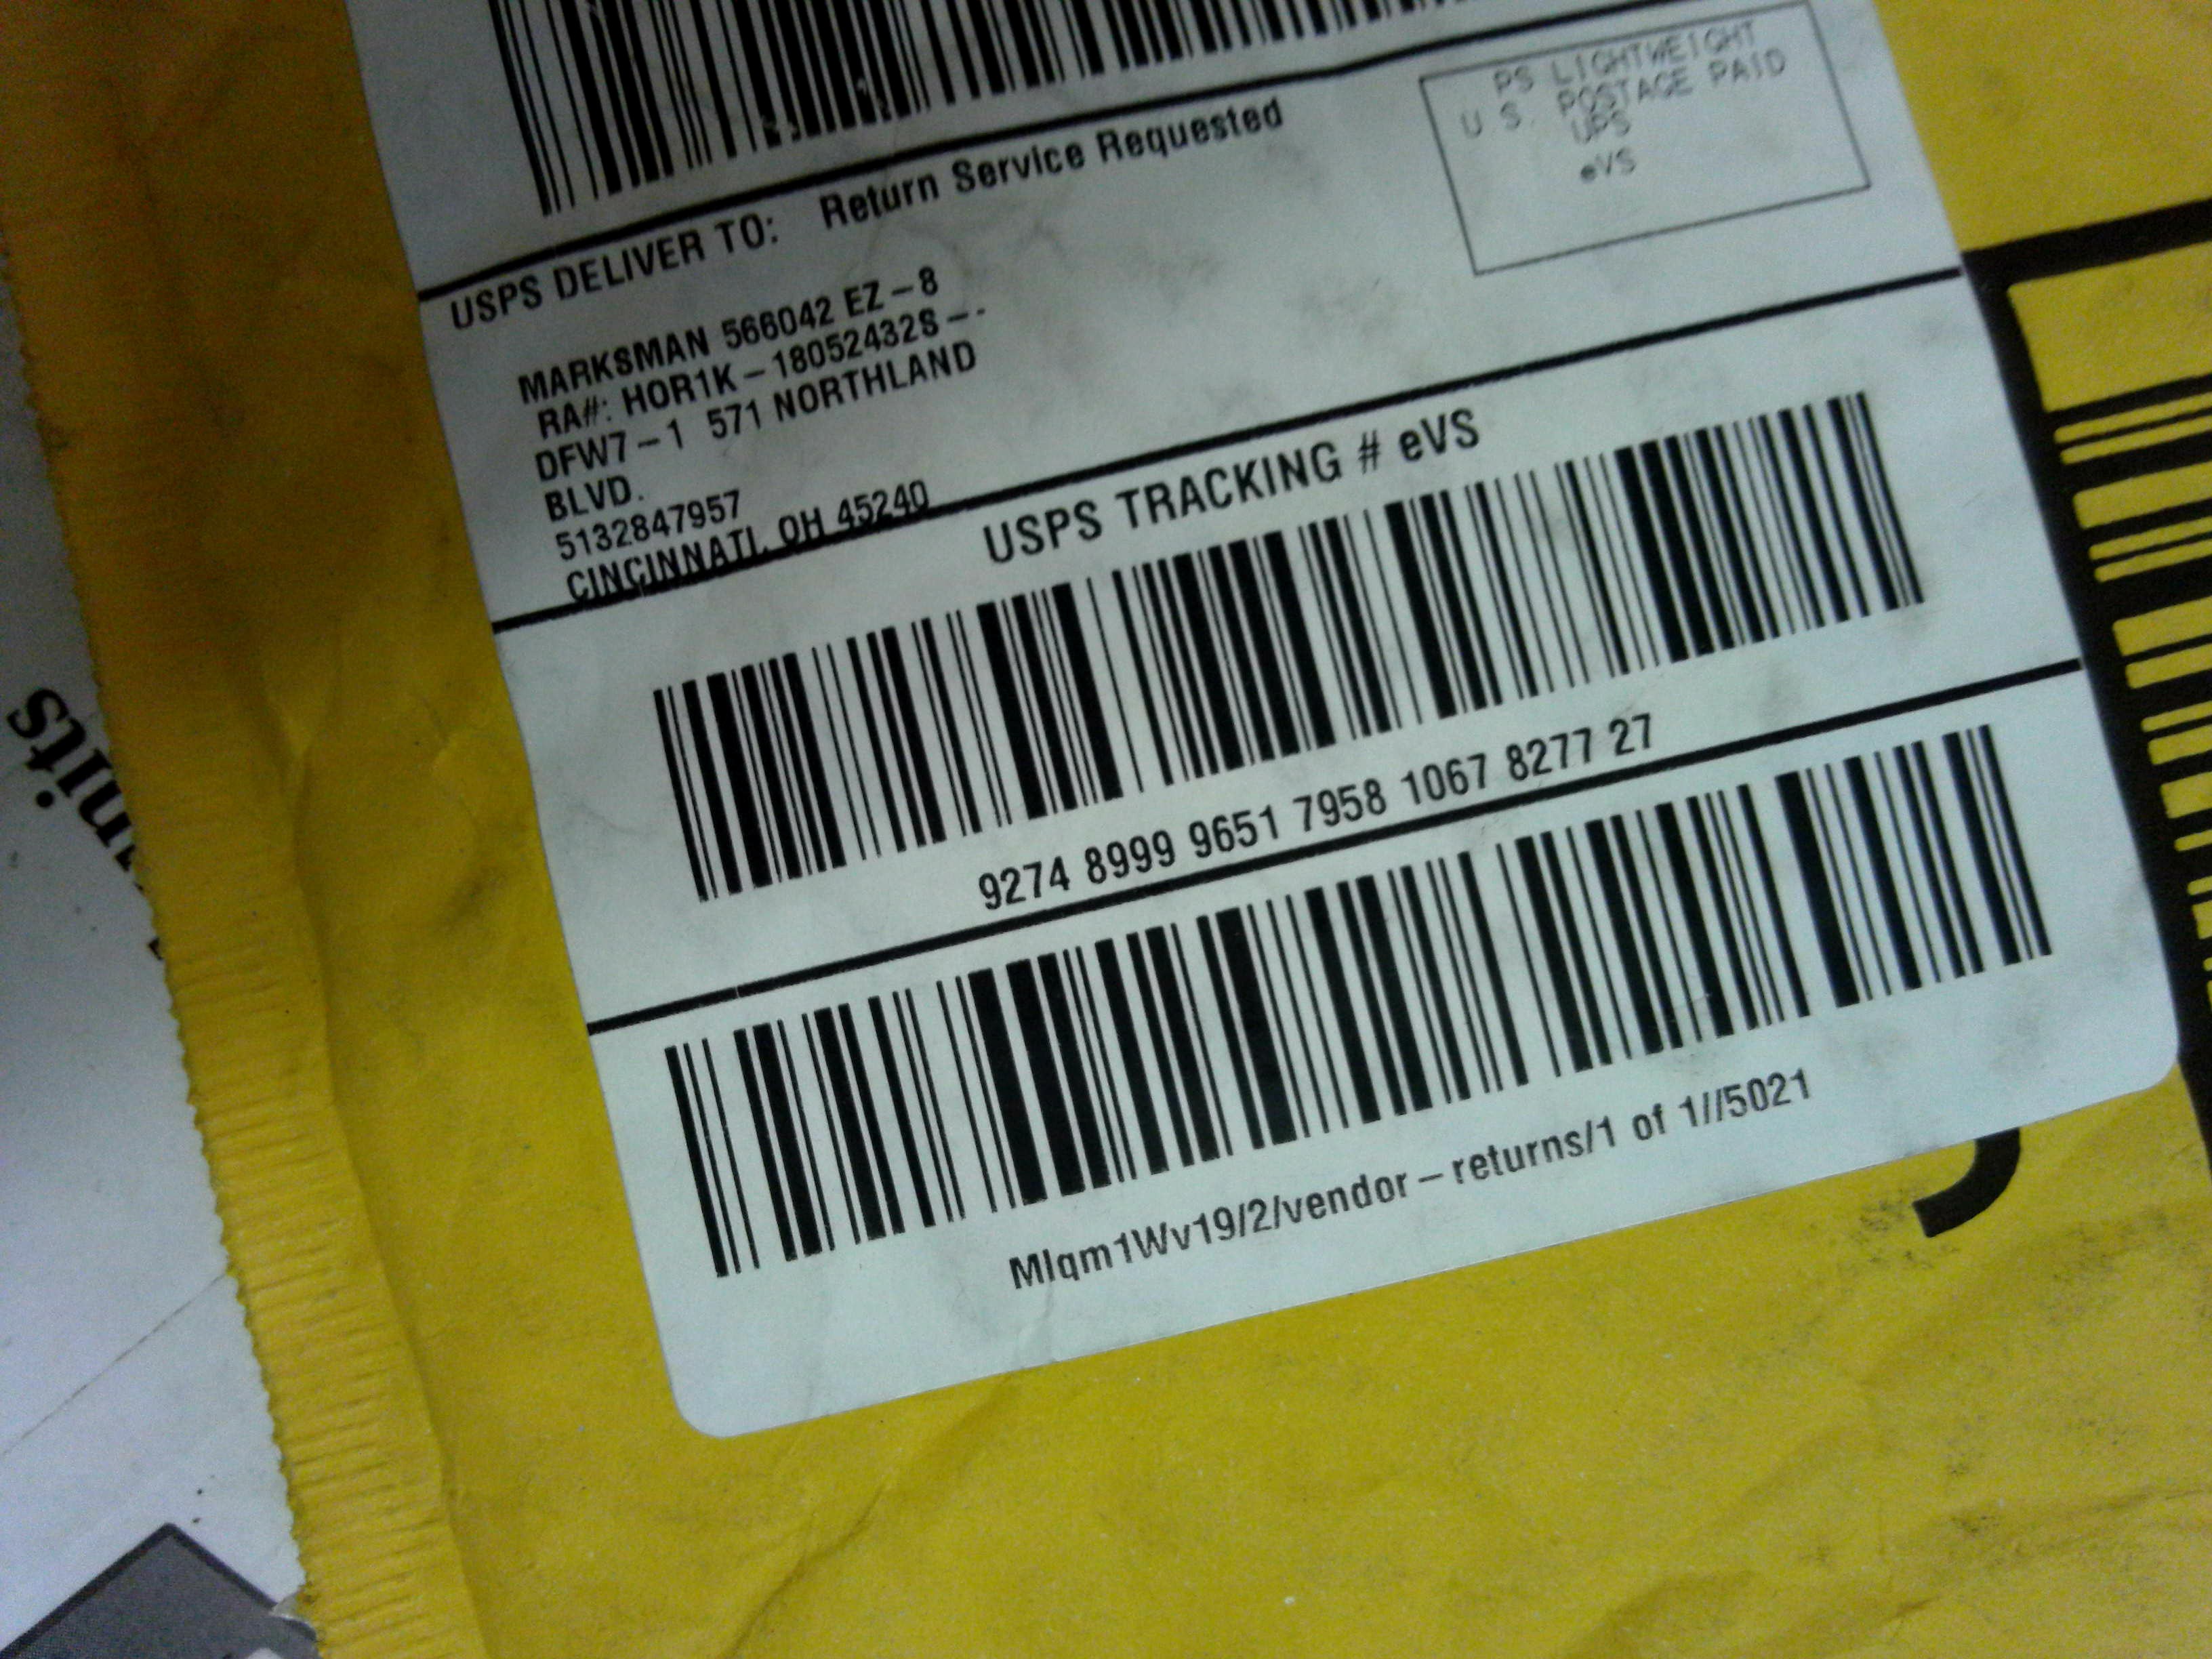 PS LIGHTWEIGHT
U S POSTAGE PAID
UPS
eVS
USPS DELIVER TO: Return Service Requested
MARKSMAN 566042 EZ-8
RA#: HOR1K-18052432S--
DFW7-1 571 NORTHLAND
BLVD.
5132847957
CINCINNATI, OH 45240
USPS TRACKING # eVS
9274 8999 9651 7958 1067 8277 27
MIqm1Wv19/2/vendor-returns/1 of 1//5021